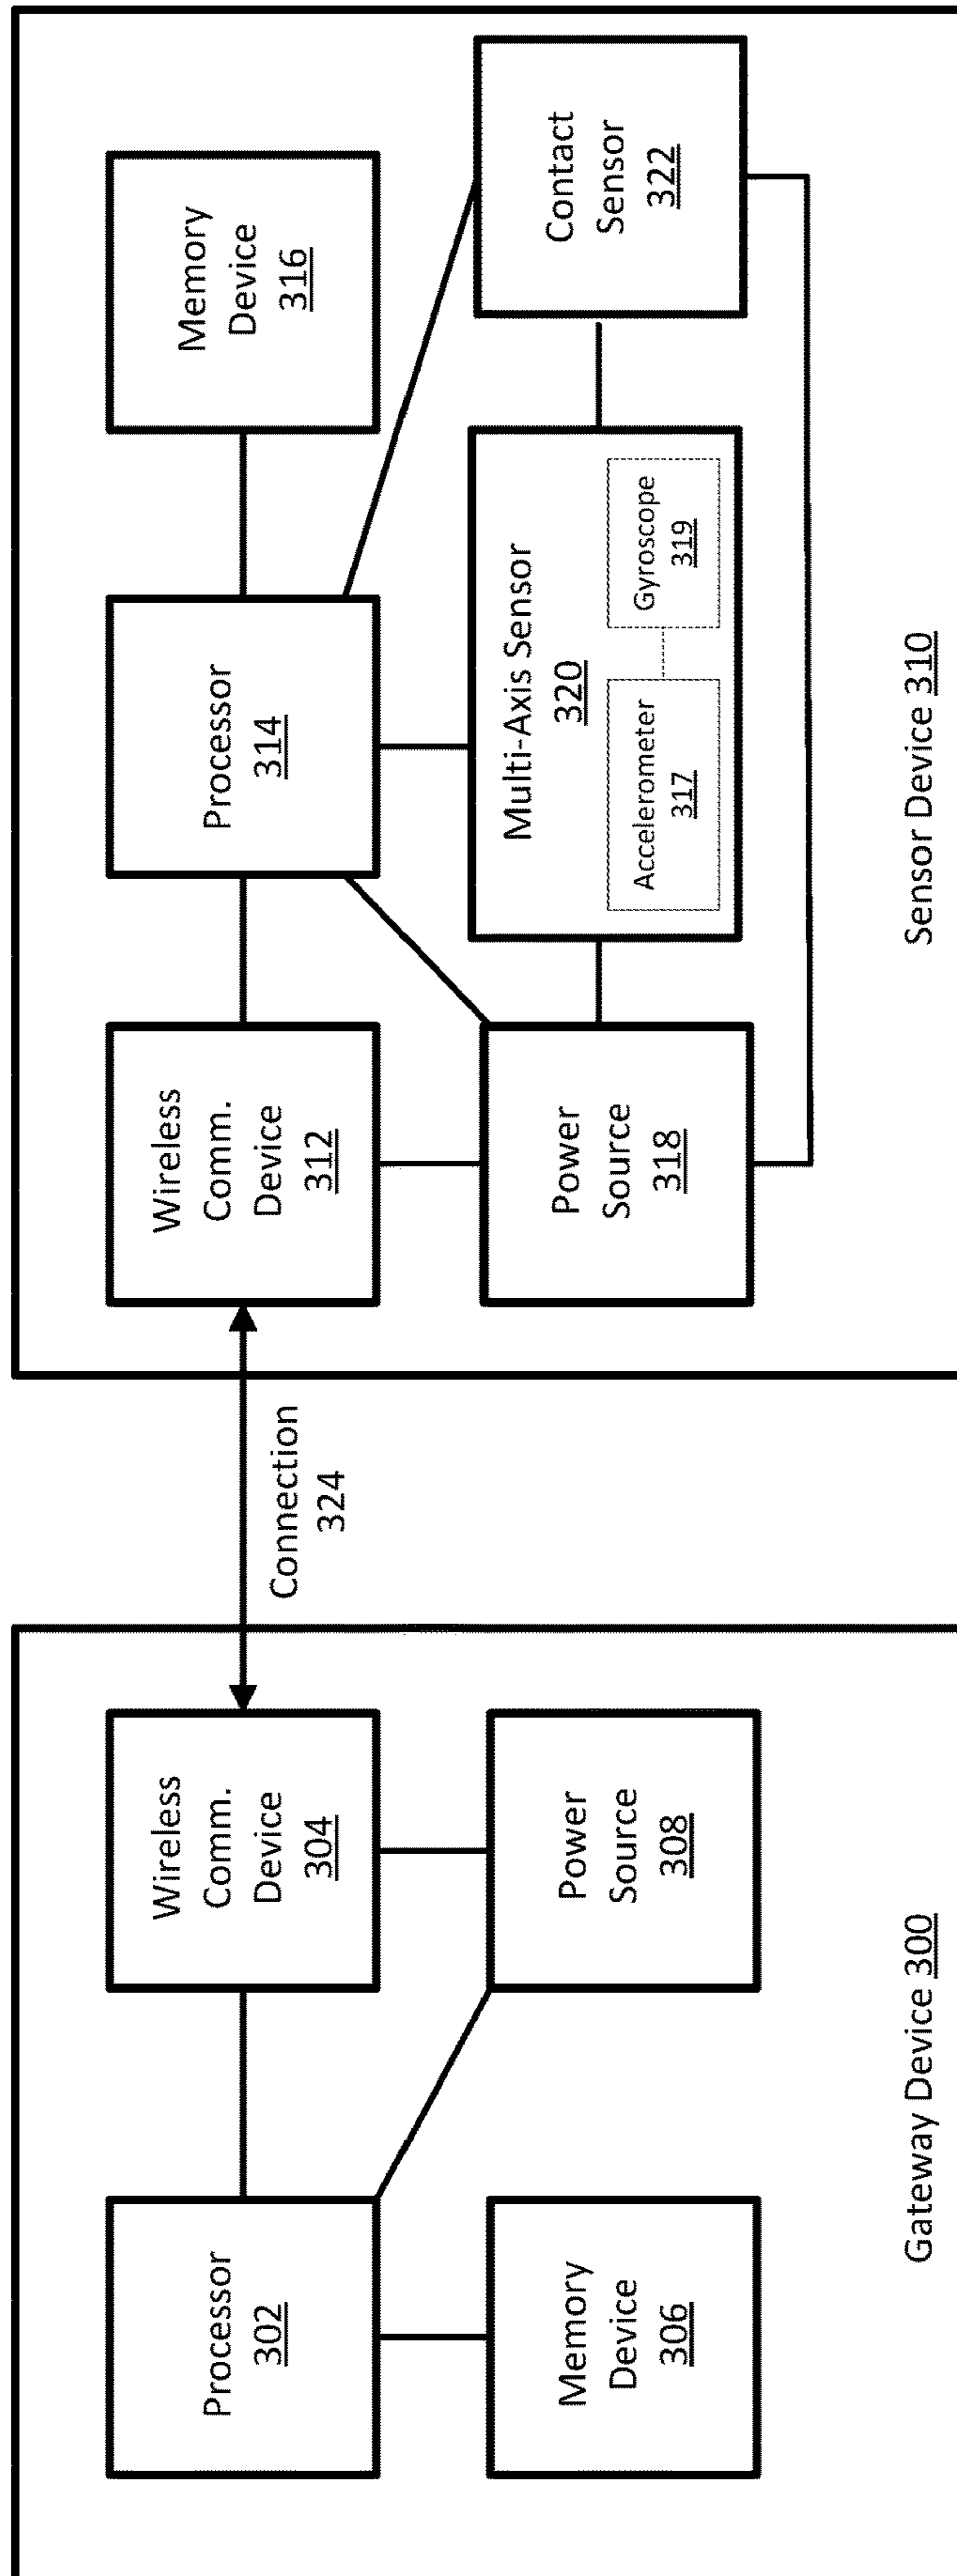 Processor
302
Wireless
Comm.
Device
304
Memory
Device
306
Power
Source
308
Gateway Device 300
Connection
324
Wireless
Comm.
Device
312
Processor
314
Memory
Device
316
Power
Source
318
Multi-Axis Sensor
320
Accelerometer
317
Gyroscope
319
Contact
Sensor
322
Sensor Device 310